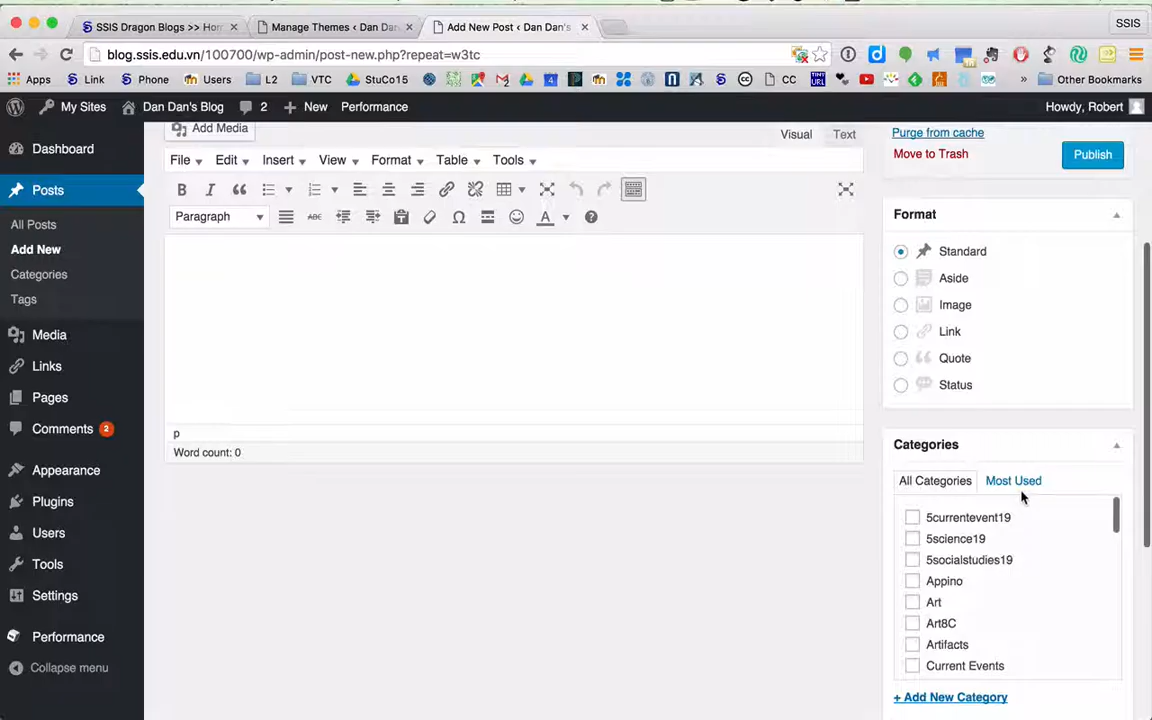 SSIS Dragon Blogs >> Hom
Manage Themes ‹ Dan Dan
Add New Post ‹ Dan Dan's
SSIS
blog.ssis.edu.vn/100700/wp-admin/post-new.php?repeat=w3tc
Apps Link Phone Users L2 VTC StuCo15 CC » Other Bookmarks
My Sites Dan Dan's Blog 2 + New Performance Howdy, Robert
Dashboard
Posts
All Posts
Add New
Categories
Tags
Media
Links
Pages
Comments 2
Appearance
Plugins
Users
Tools
Settings
Performance
Collapse menu
Add Media
Visual Text
File Edit Insert View Format Table Tools
Paragraph
p
Word count: 0
Purge from cache
Move to Trash
Publish
Format
Standard
Aside
Image
Link
Quote
Status
Categories
All Categories Most Used
5currentevent19
5science19
5socialstudies19
Appino
Art
Art8C
Artifacts
Current Events
+ Add New Category